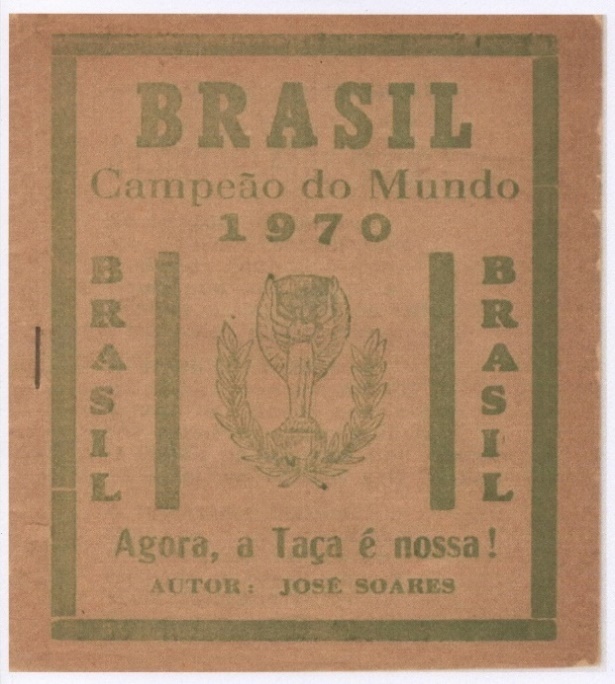 BRASIL
Campeão do Mundo
1970
BRASIL
BRASIL
Agora, a Taça é nossa!
AUTOR: JOSÉ SOARES